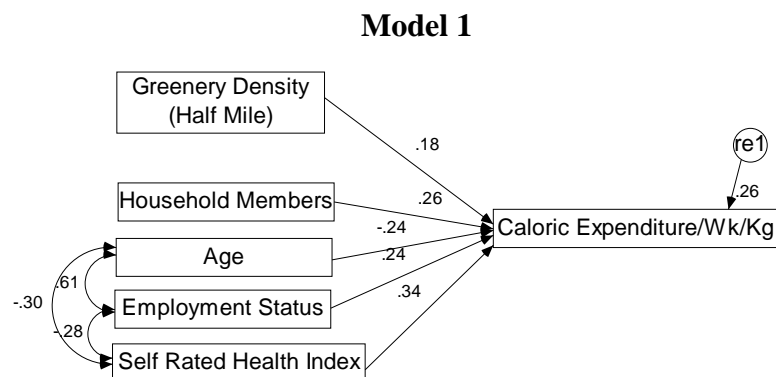 Model 1
Greenery Density
(Half Mile)
.18
re1
.26
Household Members
.26
Caloric Expenditure/Wk/Kg
-.24
Age
.24
.61
-.30
Employment Status
.34
-.28
Self Rated Health Index